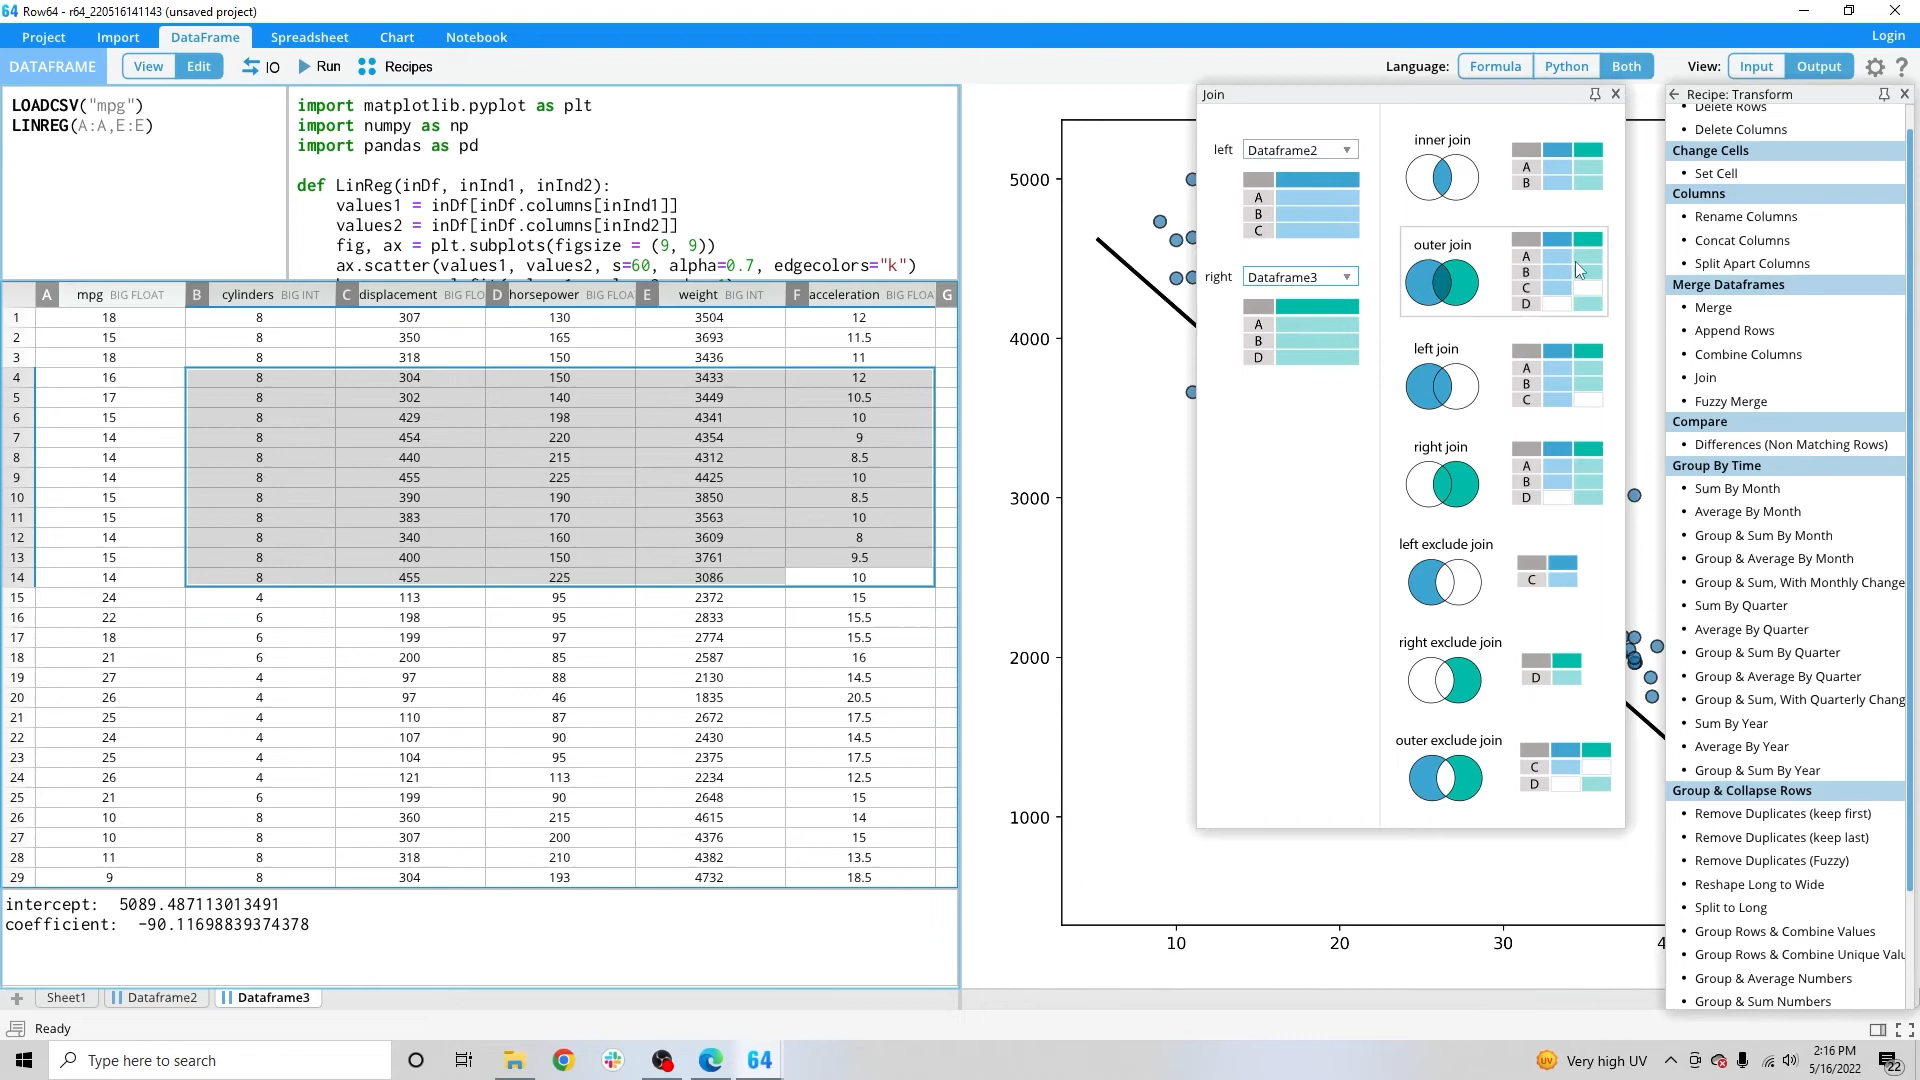 64 Row64 - r64_220516141143 (unsaved project)
Project Import DataFrame Spreadsheet Chart Notebook Login
DATAFRAME View Edit IO Run Recipes Language: Formula Python Both View: Input Output ?
LOADCSV("mpg")
LINREG(A:A,E:E)
import matplotlib.pyplot as plt
import numpy as np
import pandas as pd
def LinReg(inDf, inInd1, inInd2):
values1 = inDf[inDf.columns[inInd1]]
values2 = inDf[inDf.columns[inInd2]]
fig, ax = plt.subplots(figsize = (9, 9))
ax.scatter(values1, values2, s=60, alpha=0.7, edgecolors="k")
A mpg BIG FLOAT B cylinders BIG INT C displacement BIG FLO D horsepower BIG FLOA E weight BIG INT F acceleration BIG FLOA G
1 18 8 307 130 3504 12
2 15 8 350 165 3693 11.5
3 18 8 318 150 3436 11
4 16 8 304 150 3433 12
5 17 8 302 140 3449 10.5
6 15 8 429 198 4341 10
7 14 8 454 220 4354 9
8 14 8 440 215 4312 8.5
9 14 8 455 225 4425 10
10 15 8 390 190 3850 8.5
11 15 8 383 170 3563 10
12 14 8 340 160 3609 8
13 15 8 400 150 3761 9.5
14 14 8 455 225 3086 10
15 24 4 113 95 2372 15
16 22 6 198 95 2833 15.5
17 18 6 199 97 2774 15.5
18 21 6 200 85 2587 16
19 27 4 97 88 2130 14.5
20 26 4 97 46 1835 20.5
21 25 4 110 87 2672 17.5
22 24 4 107 90 2430 14.5
23 25 4 104 95 2375 17.5
24 26 4 121 113 2234 12.5
25 21 6 199 90 2648 15
26 10 8 360 215 4615 14
27 10 8 307 200 4376 15
28 11 8 318 210 4382 13.5
29 9 8 304 193 4732 18.5
intercept: 5089.487113013491
coefficient: -90.11698839374378
+ Sheet1 Dataframe2 Dataframe3
Ready
5000
4000
3000
2000
1000
10 20 30 4
Join
left Dataframe2
A
B
C
right Dataframe3
A
B
D
inner join
A
B
outer join
A
B
C
D
left join
A
B
C
right join
A
B
D
left exclude join
C
right exclude join
D
outer exclude join
C
D
Recipe: Transform
Delete Rows
Delete Columns
Change Cells
Set Cell
Columns
Rename Columns
Concat Columns
Split Apart Columns
Merge Dataframes
Merge
Append Rows
Combine Columns
Join
Fuzzy Merge
Compare
Differences (Non Matching Rows)
Group By Time
Sum By Month
Average By Month
Group & Sum By Month
Group & Average By Month
Group & Sum, With Monthly Change
Sum By Quarter
Average By Quarter
Group & Sum By Quarter
Group & Average By Quarter
Group & Sum, With Quarterly Chang
Sum By Year
Average By Year
Group & Sum By Year
Group & Collapse Rows
Remove Duplicates (keep first)
Remove Duplicates (keep last)
Remove Duplicates (Fuzzy)
Reshape Long to Wide
Split to Long
Group Rows & Combine Values
Group Rows & Combine Unique Valu
Group & Average Numbers
Group & Sum Numbers
Type here to search
64
Very high UV
2:16 PM
5/16/2022
22